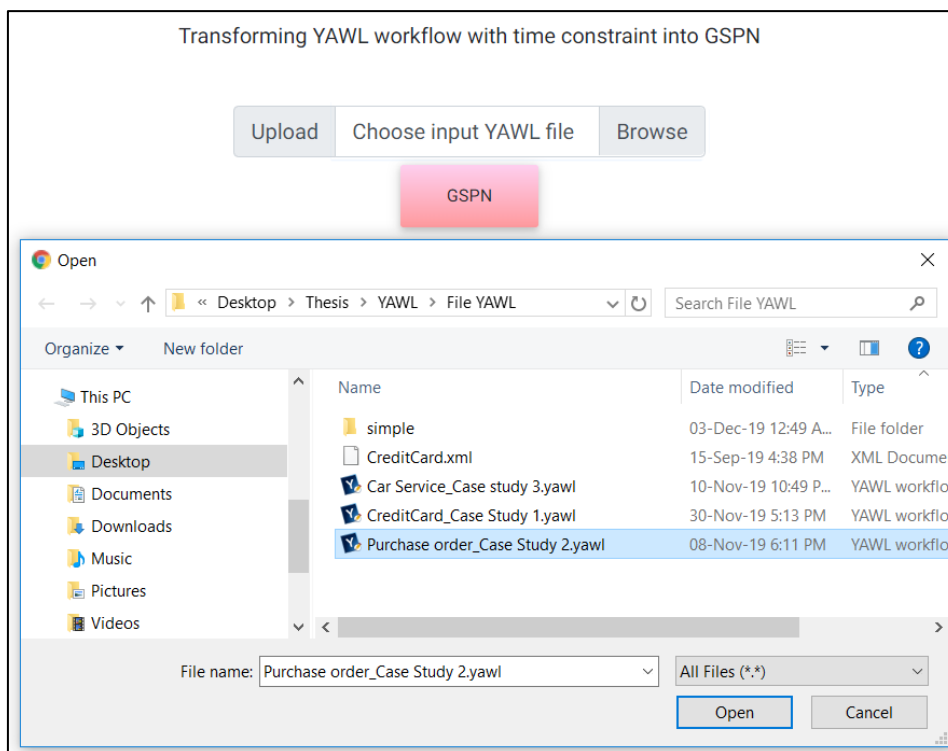 Transforming YAWL workflow with time constraint into GSPN
Upload Choose input YAWL file Browse
GSPN
Open
« Desktop > Thesis > YAWL > File YAWL Search File YAWL
Organize New folder ?
This PC
3D Objects
Desktop
Documents
Downloads
Music
Pictures
Videos
Name Date modified Type
simple 03-Dec-19 12:49 A... File folder
CreditCard.xml 15-Sep-19 4:38 PM XML Docume
Car Service_Case study 3.yawl 10-Nov-19 10:49 P... YAWL workflo
CreditCard_Case Study 1.yawl 30-Nov-19 5:13 PM YAWL workflo
Purchase order_Case Study 2.yawl 08-Nov-19 6:11 PM YAWL workflo
File name: Purchase order_Case Study 2.yawl All Files (*.*)
Open Cancel